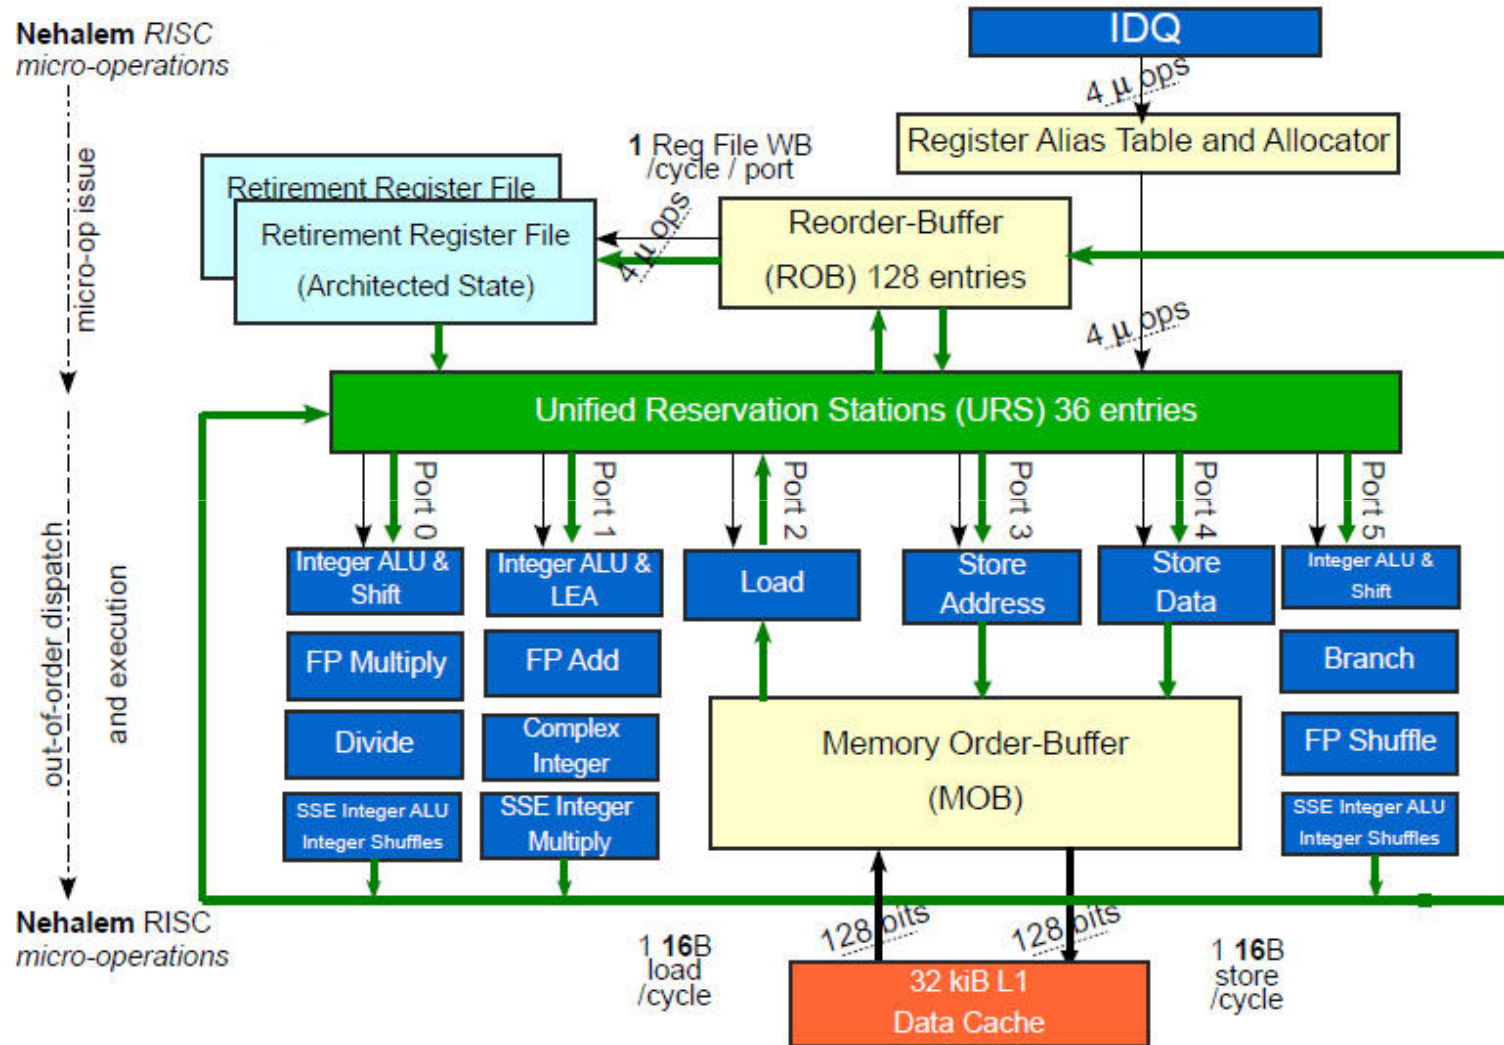 Nehalem RISC
micro-operations
IDQ
4 µ ops
Register Alias Table and Allocator
1 Reg File WB
/cycle / port
micro-op issue
Retirement Register File
Retirement Register File
(Architected State)
4 µ ops
Reorder-Buffer
(ROB) 128 entries
4 µ ops
Unified Reservation Stations (URS) 36 entries
Port 0
Port 1
Port 2
Port 3
Port 4
Port 5
out-of-order dispatch
and execution
Integer ALU &
Shift
FP Multiply
Divide
SSE Integer ALU
Integer Shuffles
Integer ALU &
LEA
FP Add
Complex
Integer
SSE Integer
Multiply
Load
Store
Address
Store
Data
Integer ALU &
Shift
Branch
FP Shuffle
SSE Integer ALU
Integer Shuffles
Memory Order-Buffer
(MOB)
Nehalem RISC
micro-operations
1 16B
load
/cycle
128 bits
128 bits
1 16B
store
/cycle
32 kiB L1
Data Cache